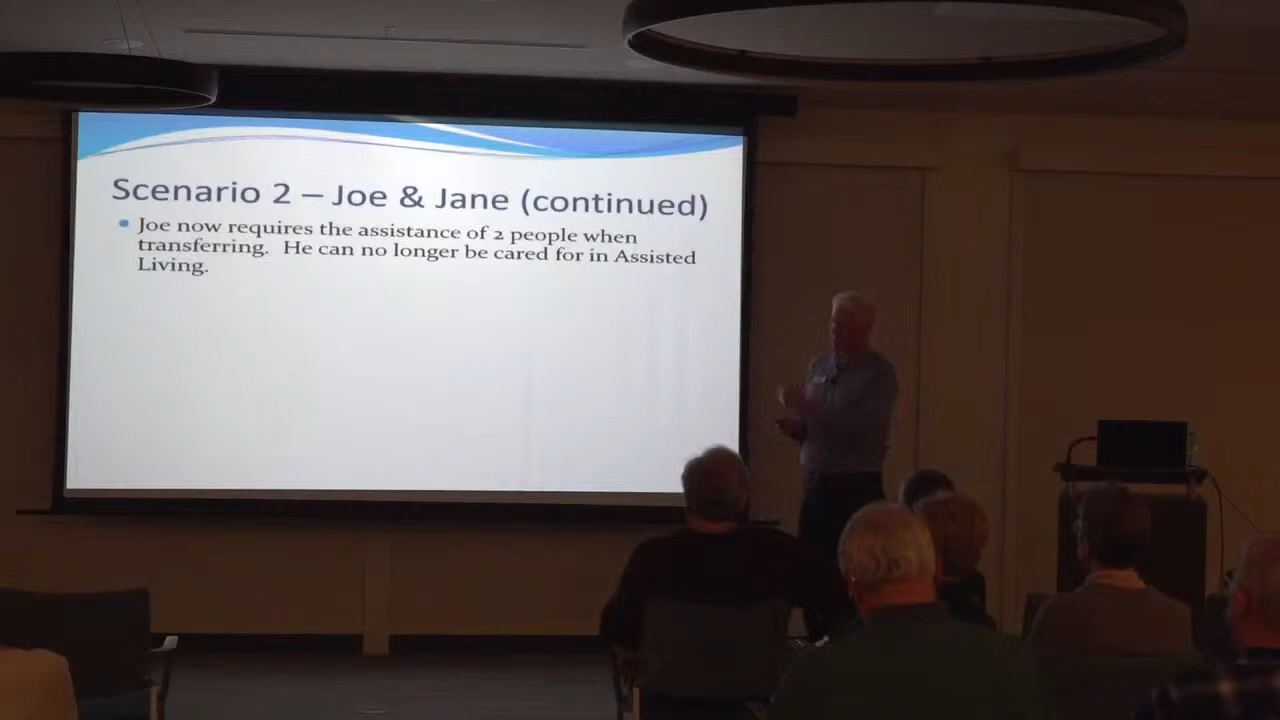 Scenario 2 – Joe & Jane (continued)
• Joe now requires the assistance of 2 people when
transferring.  He can no longer be cared for in Assisted
Living.